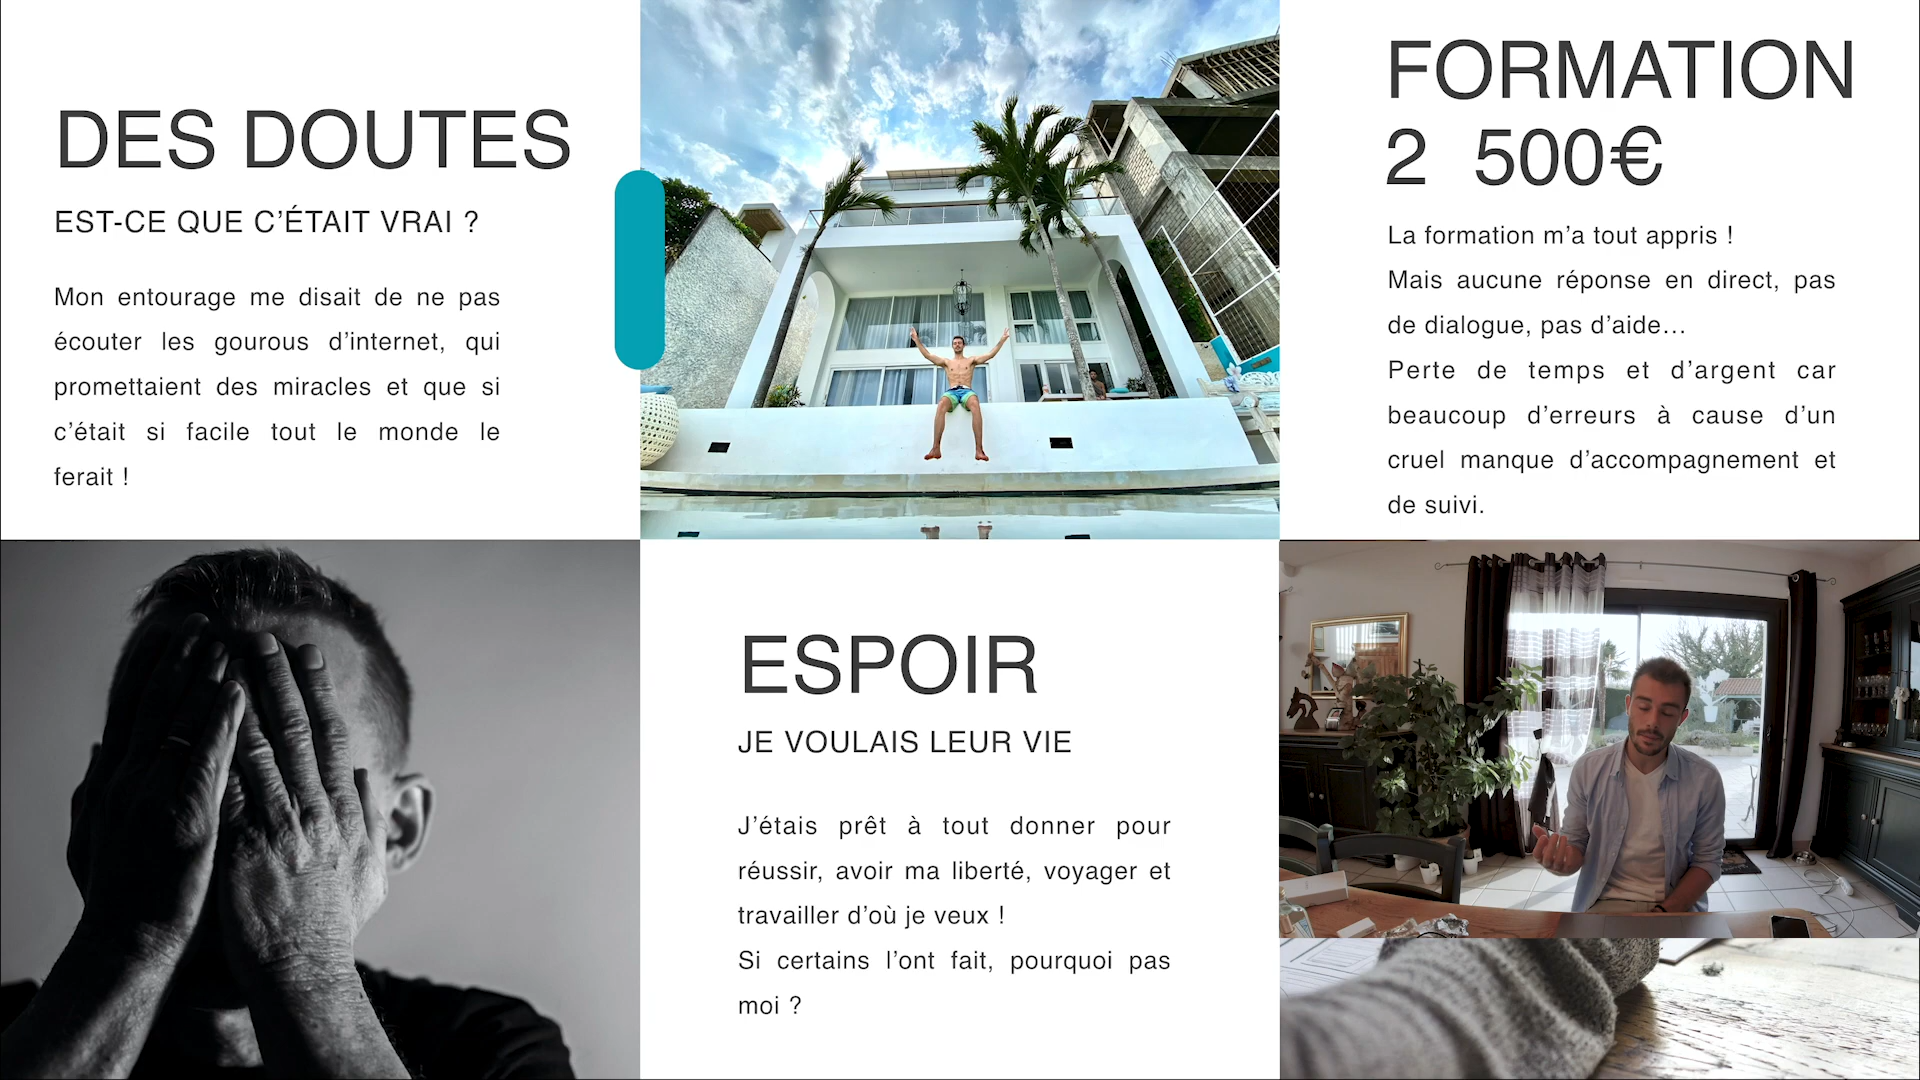 DES DOUTES
EST-CE QUE C’ÉTAIT VRAI ?
Mon entourage me disait de ne pas
écouter les gourous d’internet, qui
promettaient des miracles et que si
c’était si facile tout le monde le
ferait !
ESPOIR
JE VOULAIS LEUR VIE
J’étais prêt à tout donner pour
réussir, avoir ma liberté, voyager et
travailler d’où je veux !
Si certains l’ont fait, pourquoi pas
moi ?
FORMATION
2 500€
La formation m’a tout appris !
Mais aucune réponse en direct, pas
de dialogue, pas d’aide…
Perte de temps et d’argent car
beaucoup d’erreurs à cause d’un
cruel manque d’accompagnement et
de suivi.